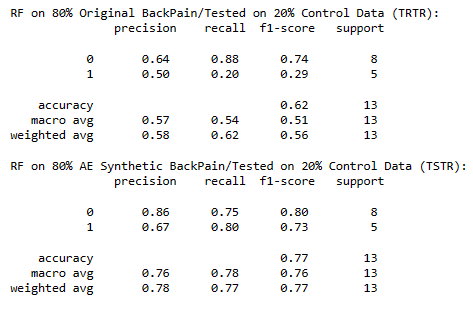 RF on 80% Original BackPain/Tested on 20% Control Data (TRTR):
precision recall f1-score support
0 0.64 0.88 0.74 8
1 0.50 0.20 0.29 5
accuracy 0.62 13
macro avg 0.57 0.54 0.51 13
weighted avg 0.58 0.62 0.56 13
RF on 80% AE Synthetic BackPain/Tested on 20% Control Data (TSTR):
precision recall f1-score support
0 0.86 0.75 0.80 8
1 0.67 0.80 0.73 5
accuracy 0.77 13
macro avg 0.76 0.78 0.76 13
weighted avg 0.78 0.77 0.77 13